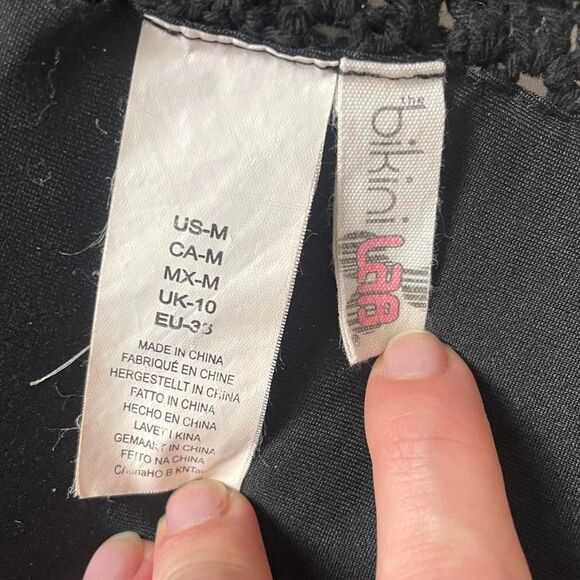 US-M
CA-M
MX-M
UK-10
MADE IN CHINA
FABRIQUÉ EN CHINE
HERGESTELLT IN CHINA
FATTO IN CHINA
HECHO EN CHINA
LAVET I KINA
GEMAAKT IN CHINA
FEITO NA CHINA
the
bikini
Lab